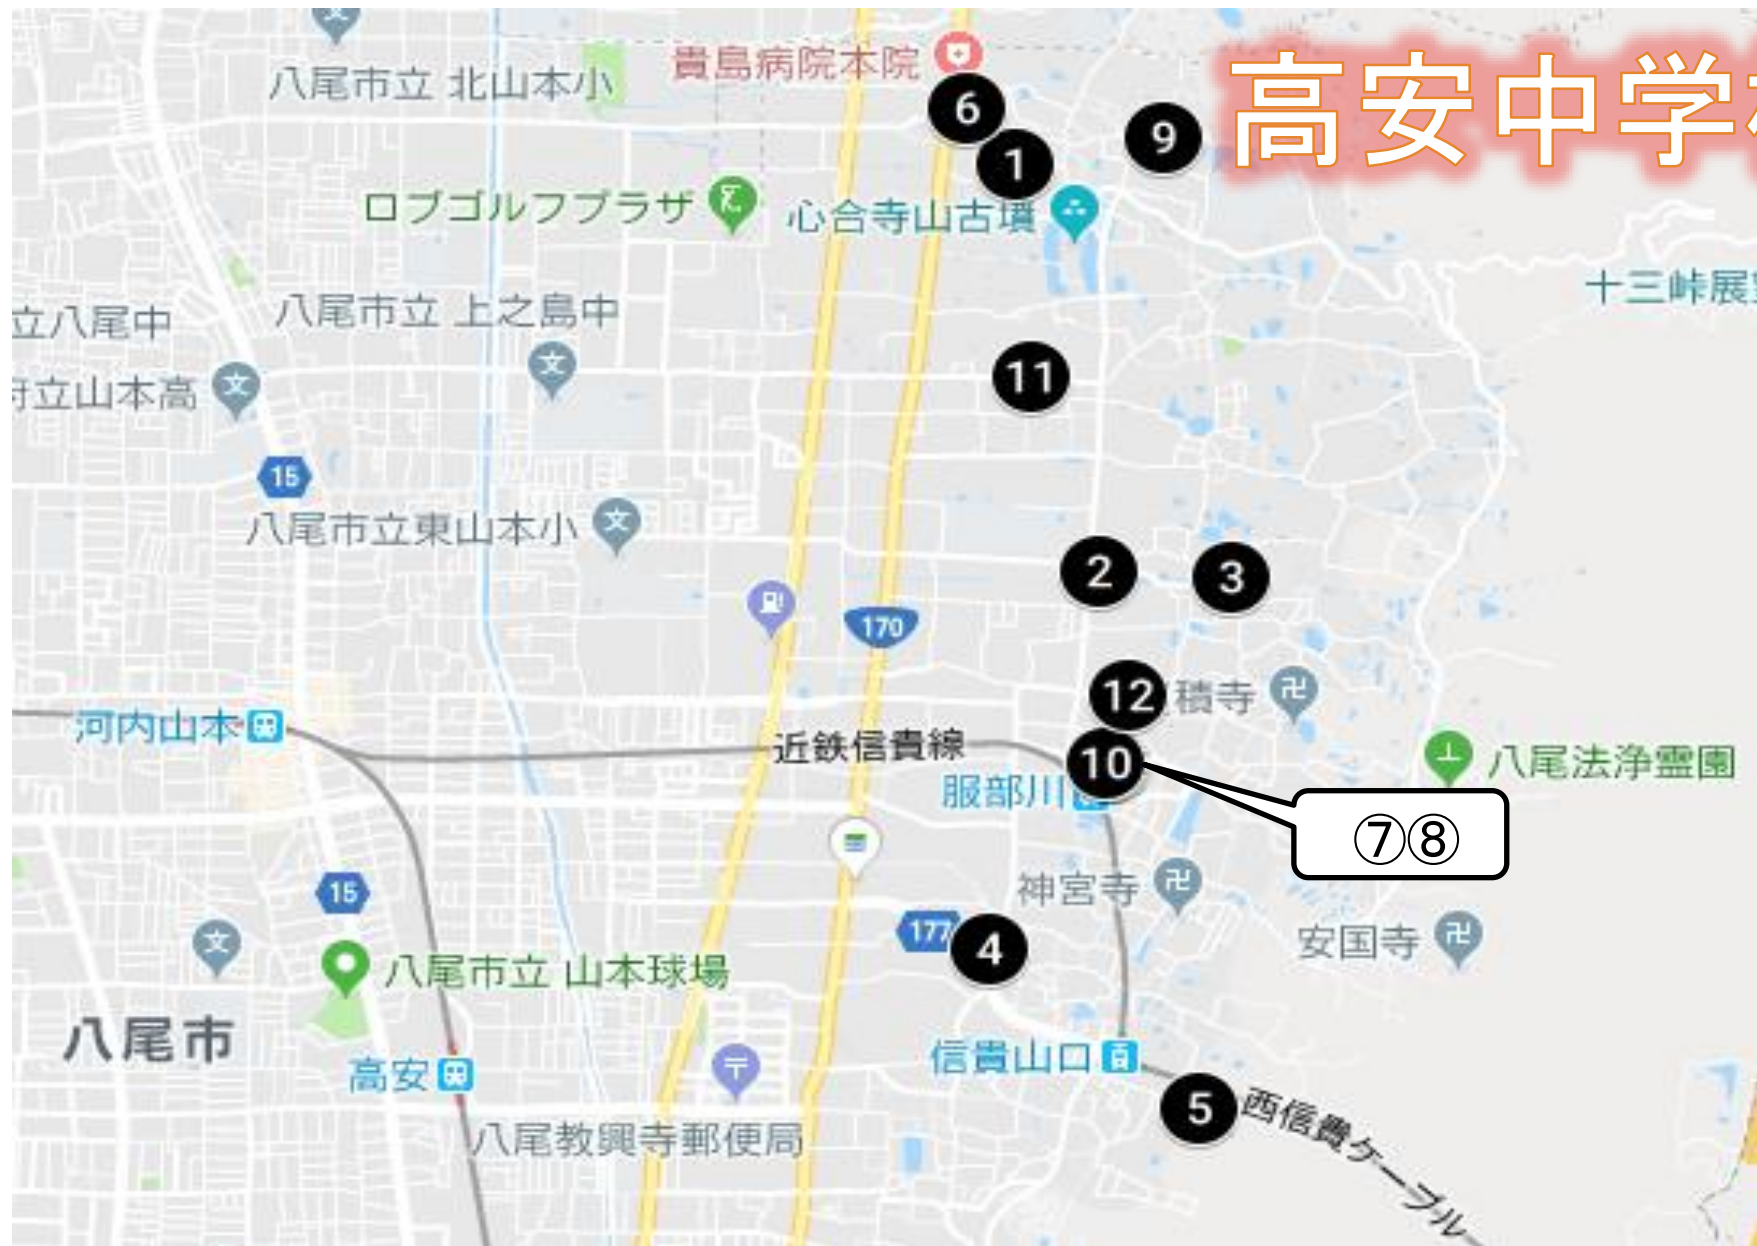 高安中学
八尾市立 北山本小
貴島病院本院
6
9
1
ロブゴルフプラザ
心合寺山古墳
十三峠展
八尾市立 上之島中
立八尾中
府立山本高
11
15
八尾市立東山本小
2
3
170
12
積寺
河内山本
近鉄信貴線
10
服部川
八尾法浄霊園
⑦⑧
15
神宮寺
177
4
安国寺
八尾市立 山本球場
八尾市
高安
信貴山口
5
西信貴ケーブル
八尾教興寺郵便局